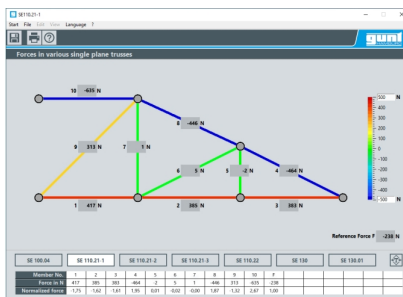 SE110.21-1
Start File Edit View Language ?
gunt
Forces in various single plane trusses
10 -635 N
8 -446 N
9 313 N 7 1 N
6 5 N 5 -2 N 4 -464 N
1 417 N 2 385 N 3 383 N
500 N
400
300
200
100
0
-100
-200
-300
-400
-500 N
Reference Force F -238 N
SE 100.04 SE 110.21-1 SE 110.21-2 SE 110.21-3 SE 110.22 SE 130 SE 130.01
Member No. 1 2 3 4 5 6 7 8 9 10 F
Force in N 417 385 383 -464 -2 5 1 -446 313 -635 -238
Normalized force -1,75 -1,62 -1,61 1,95 0,01 -0,02 -0,00 1,87 -1,32 2,67 1,00